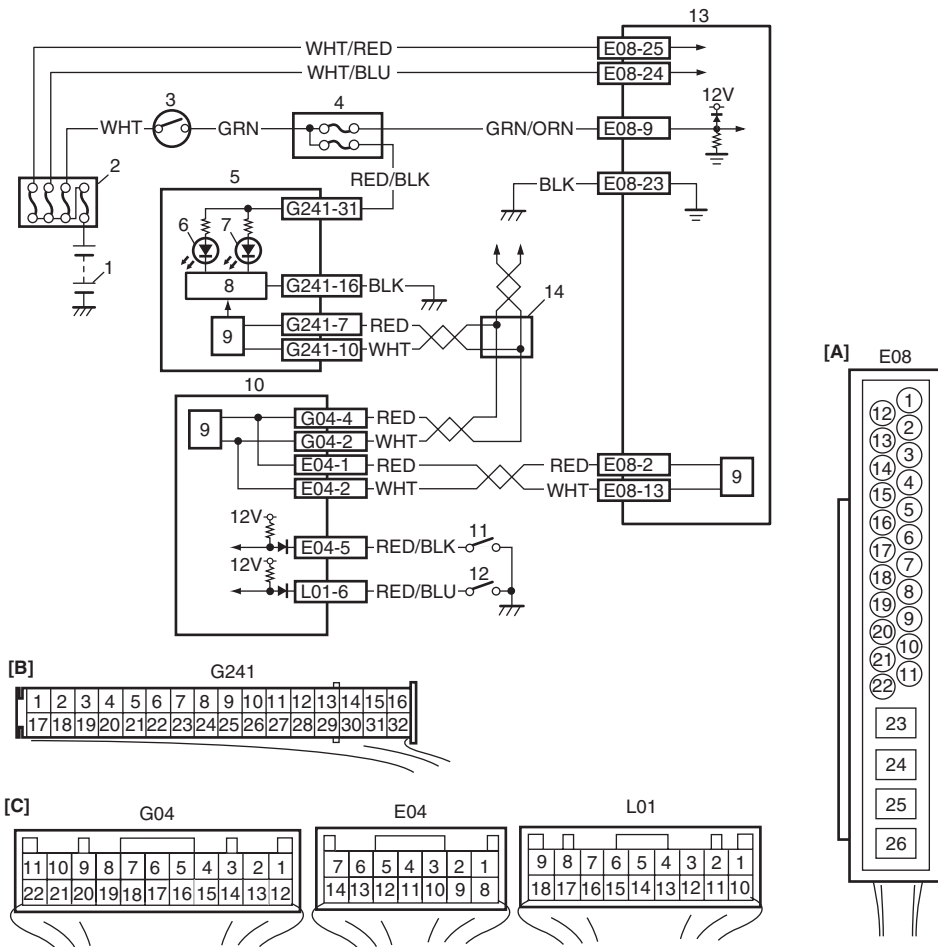 13
WHT/RED E08-25
WHT/BLU E08-24
3 4 12V
WHT GRN GRN/ORN E08-9
2 5 RED/BLK BLK E08-23
G241-31
6 7
1 8 G241-16 BLK 14
G241-7 RED
9 G241-10 WHT
[A] E08
10
9 G04-4 RED
G04-2 WHT
E04-1 RED RED E08-2
E04-2 WHT WHT E08-13 9
12V 11
E04-5 RED/BLK
12V 12
L01-6 RED/BLU
1
12
2
13
3
14
4
15
5
16
6
17
7
18
8
19
9
20
10
21
11
22
23
24
25
26
[B] G241
1 2 3 4 5 6 7 8 9 10 11 12 13 14 15 16
17 18 19 20 21 22 23 24 25 26 27 28 29 30 31 32
[C] G04 E04 L01
11 10 9 8 7 6 5 4 3 2 1
22 21 20 19 18 17 16 15 14 13 12
7 6 5 4 3 2 1
14 13 12 11 10 9 8
9 8 7 6 5 4 3 2 1
18 17 16 15 14 13 12 11 10